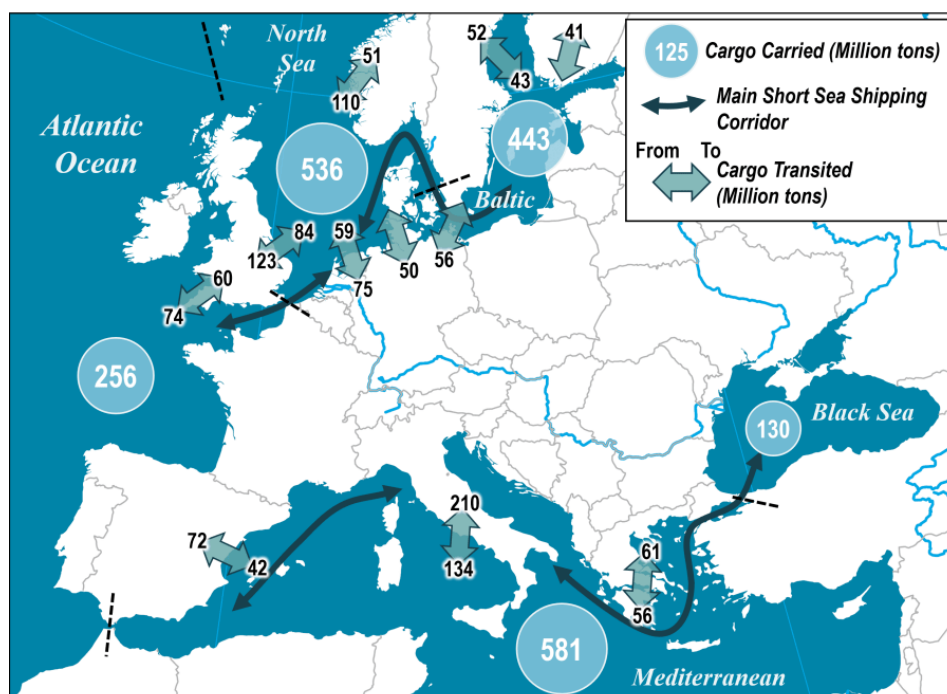 North
Sea
51
110
52
43
41
125 Cargo Carried (Million tons)
Main Short Sea Shipping
Corridor
From To
Cargo Transited
(Million tons)
Atlantic
Ocean
536
443
Baltic
84
123
59
75
50
56
60
74
256
Black Sea
130
210
134
72
42
61
56
581
Mediterranean